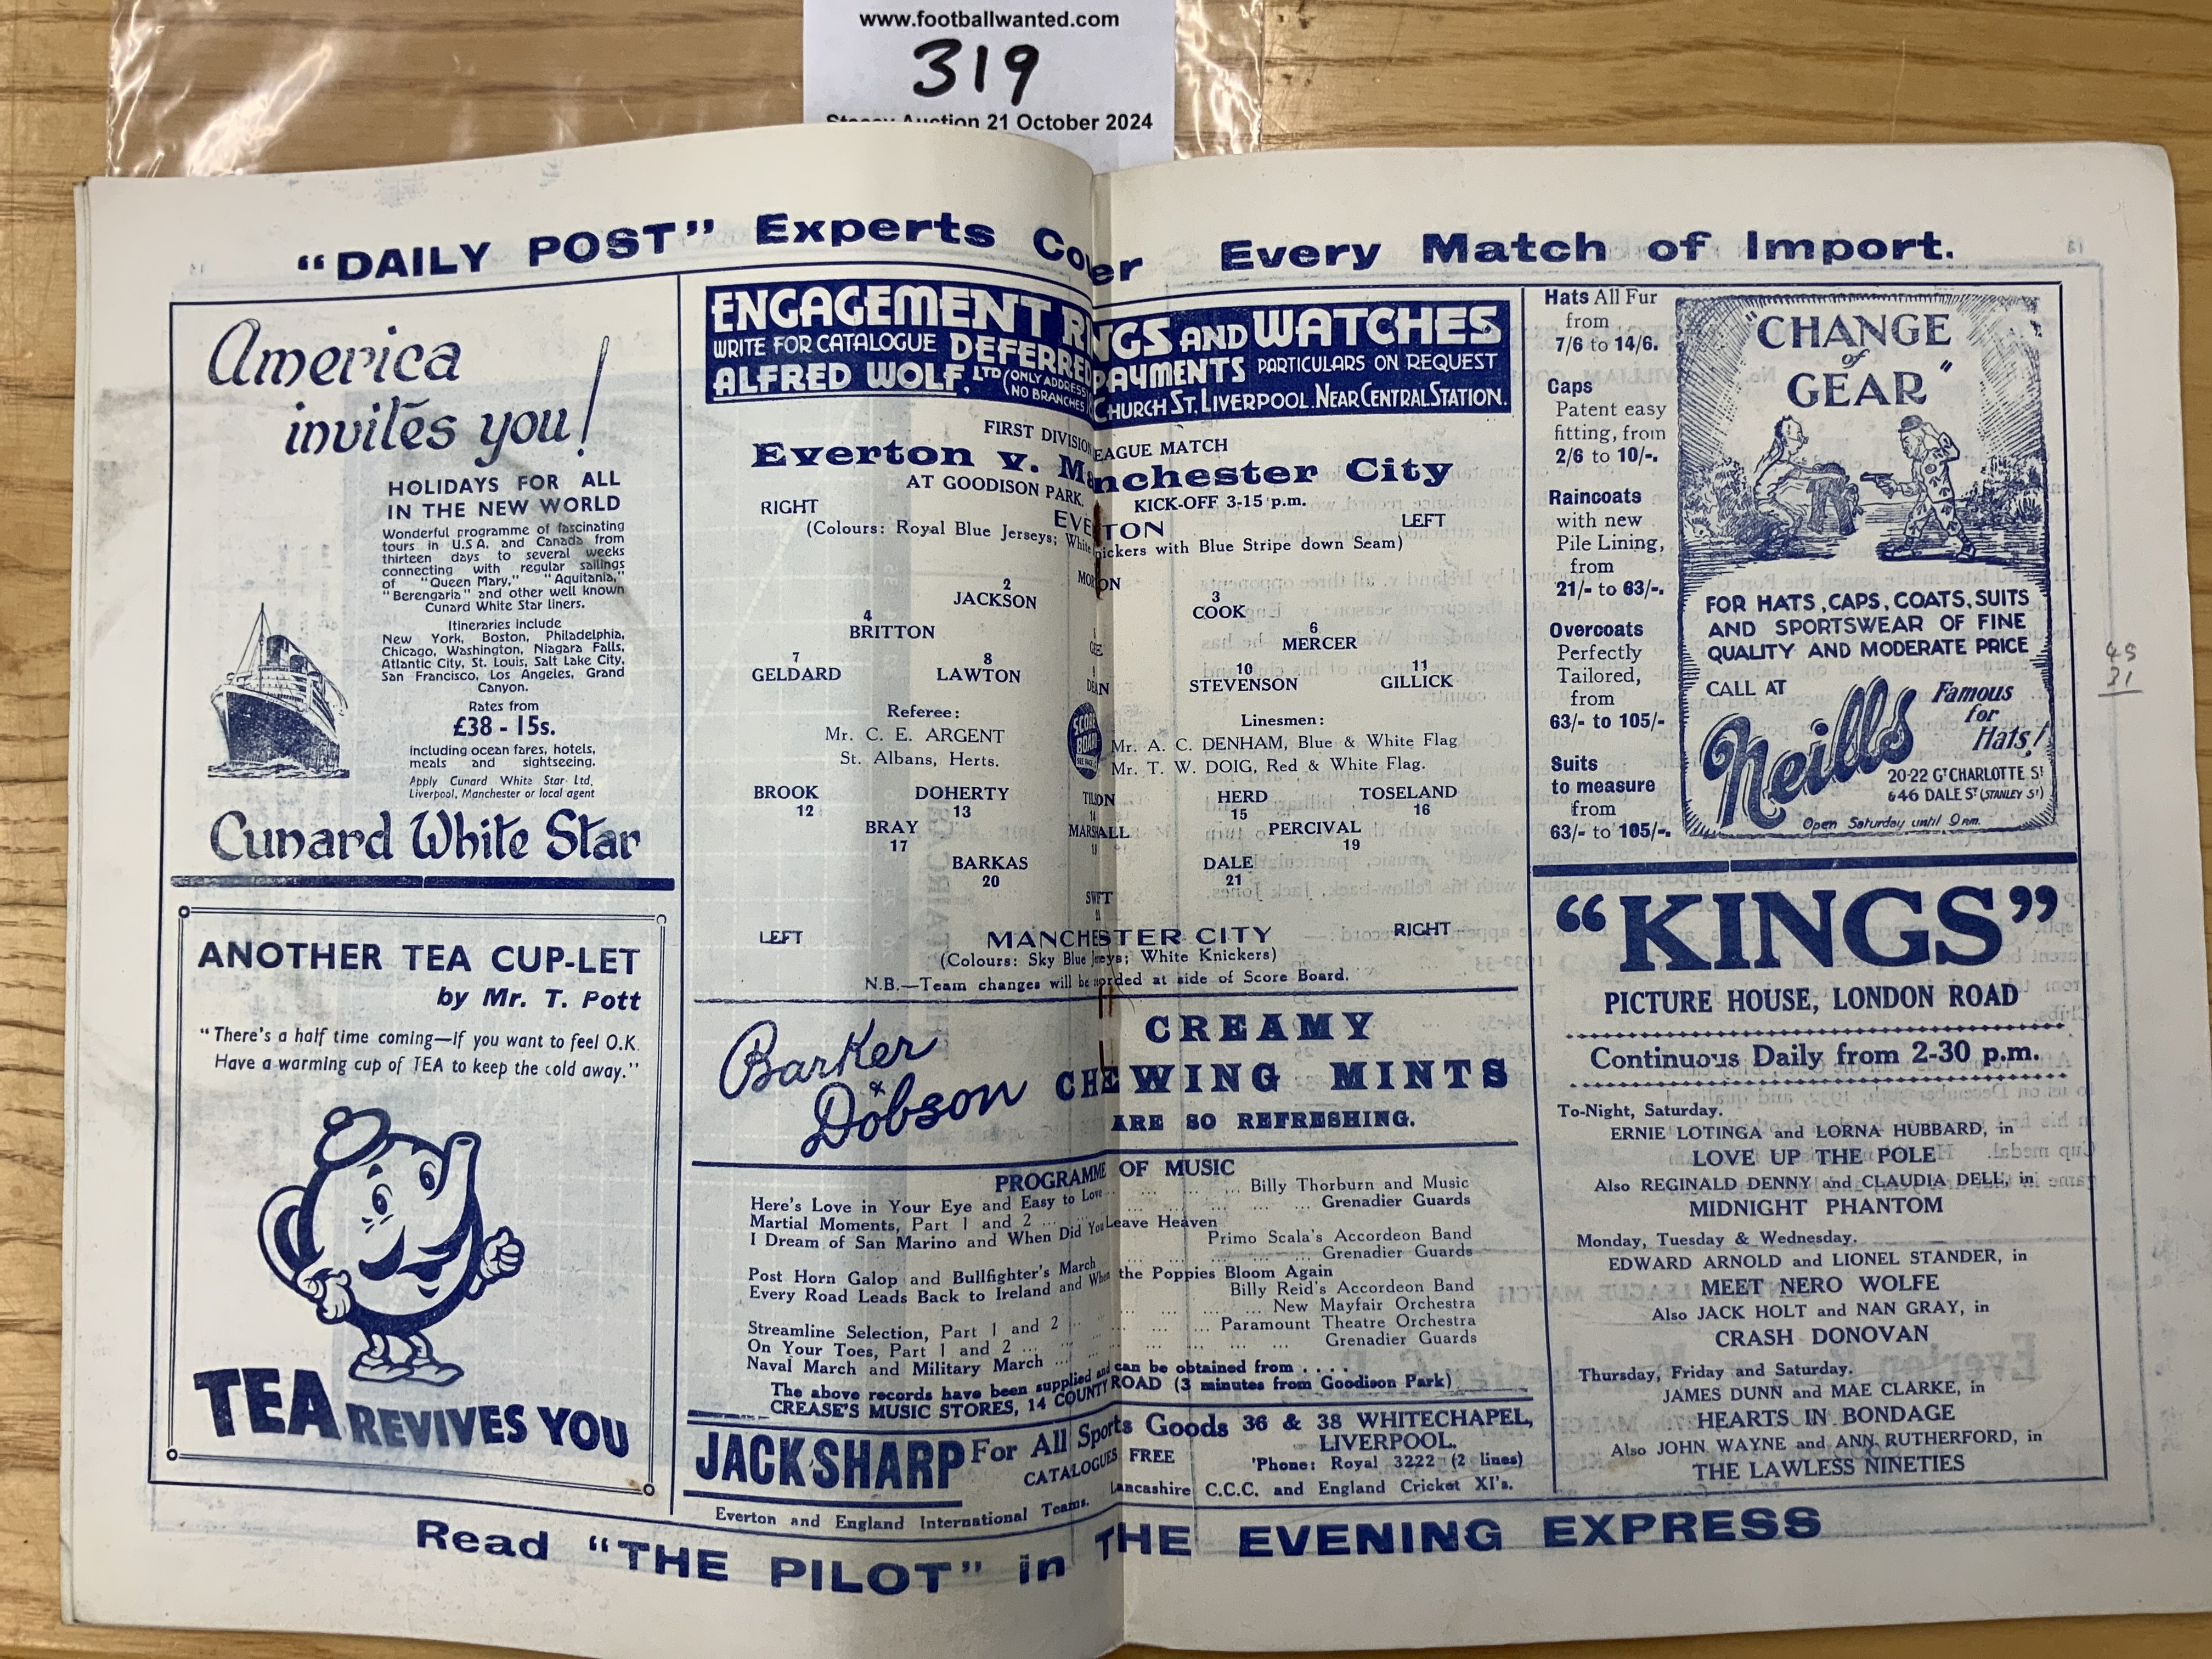 www.footballwanted.com
319
Stacey Auction 21 October 2024
"DAILY POST" Experts Cover Every Match of Import.
America
invites you!
HOLIDAYS FOR ALL
IN THE NEW WORLD
Wonderful programme of fascinating
tours in U.S.A. and Canada from
thirteen days to several weeks
connecting with regular sailings
of "Queen Mary," "Aquitania,"
"Berengaria" and other well known
Cunard White Star liners.
Itineraries include
New York, Boston, Philadelphia,
Chicago, Washington, Niagara Falls,
Atlantic City, St. Louis, Salt Lake City,
San Francisco, Los Angeles, Grand
Canyon.
Rates from
£38 - 15s.
including ocean fares, hotels,
meals and sightseeing.
Apply Cunard White Star Ltd,
Liverpool, Manchester or local agent
Cunard White Star
ANOTHER TEA CUP-LET
by Mr. T. Pott
"There's a half time coming—if you want to feel O.K.
Have a warming cup of TEA to keep the cold away."
TEA REVIVES YOU
ENGAGEMENT RINGS AND WATCHES
WRITE FOR CATALOGUE DEFERRED PAYMENTS PARTICULARS ON REQUEST
ALFRED WOLF, LTD (ONLY ADDRESS NO BRANCHES) CHURCH ST. LIVERPOOL. NEAR CENTRAL STATION.
FIRST DIVISION LEAGUE MATCH
Everton v. Manchester City
AT GOODISON PARK. KICK-OFF 3-15 p.m.
RIGHT EVERTON LEFT
(Colours: Royal Blue Jerseys; White Knickers with Blue Stripe down Seam)
MORTON
2 3
JACKSON COOK
4 6
BRITTON GEE MERCER
7 8 9 10 11
GELDARD LAWTON DEAN STEVENSON GILLICK
Referee: Linesmen:
Mr. C. E. ARGENT Mr. A. C. DENHAM, Blue & White Flag
St. Albans, Herts. Mr. T. W. DOIG, Red & White Flag.
SCORE BOARD
BROOK DOHERTY TILSON HERD TOSELAND
12 13 14 15 16
BRAY MARSHALL PERCIVAL
17 18 19
BARKAS DALE
20 21
SWIFT
22
LEFT MANCHESTER CITY RIGHT
(Colours: Sky Blue Jerseys; White Knickers)
N.B.—Team changes will be recorded at side of Score Board.
Barker & Dobson
CREAMY
CHEWING MINTS
ARE SO REFRESHING.
PROGRAMME OF MUSIC
Here's Love in Your Eye and Easy to Love ... ... ... Billy Thorburn and Music
Martial Moments, Part 1 and 2 ... ... ... ... Grenadier Guards
I Dream of San Marino and When Did You Leave Heaven
Primo Scala's Accordeon Band
Post Horn Galop and Bullfighter's March ... ... Grenadier Guards
Every Road Leads Back to Ireland and When the Poppies Bloom Again
Billy Reid's Accordeon Band
Streamline Selection, Part 1 and 2 ... ... ... New Mayfair Orchestra
On Your Toes, Part 1 and 2 ... ... ... Paramount Theatre Orchestra
Naval March and Military March ... ... ... Grenadier Guards
The above records have been supplied and can be obtained from . . . .
CREASE'S MUSIC STORES, 14 COUNTY ROAD (3 minutes from Goodison Park)
JACK SHARP For All Sports Goods 36 & 38 WHITECHAPEL,
LIVERPOOL.
CATALOGUES FREE 'Phone: Royal 3222 (2 lines)
Everton and England International Teams. Lancashire C.C.C. and England Cricket XI's.
Hats All Fur
from
7/6 to 14/6.
Caps
Patent easy
fitting, from
2/6 to 10/-.
Raincoats
with new
Pile Lining,
from
21/- to 63/-.
Overcoats
Perfectly
Tailored,
from
63/- to 105/-
Suits
to measure
from
63/- to 105/-.
"CHANGE
of
GEAR"
FOR HATS, CAPS, COATS, SUITS
AND SPORTSWEAR OF FINE
QUALITY AND MODERATE PRICE
CALL AT
Neills
Famous
for
Hats!
20-22 GT CHARLOTTE ST
& 46 DALE ST (STANLEY ST)
Open Saturday until 9 P.M.
"KINGS"
PICTURE HOUSE, LONDON ROAD
Continuous Daily from 2-30 p.m.
To-Night, Saturday.
ERNIE LOTINGA and LORNA HUBBARD, in
LOVE UP THE POLE
Also REGINALD DENNY and CLAUDIA DELL, in
MIDNIGHT PHANTOM
Monday, Tuesday & Wednesday.
EDWARD ARNOLD and LIONEL STANDER, in
MEET NERO WOLFE
Also JACK HOLT and NAN GRAY, in
CRASH DONOVAN
Thursday, Friday and Saturday.
JAMES DUNN and MAE CLARKE, in
HEARTS IN BONDAGE
Also JOHN WAYNE and ANN RUTHERFORD, in
THE LAWLESS NINETIES
45
31
Read "THE PILOT" in THE EVENING EXPRESS